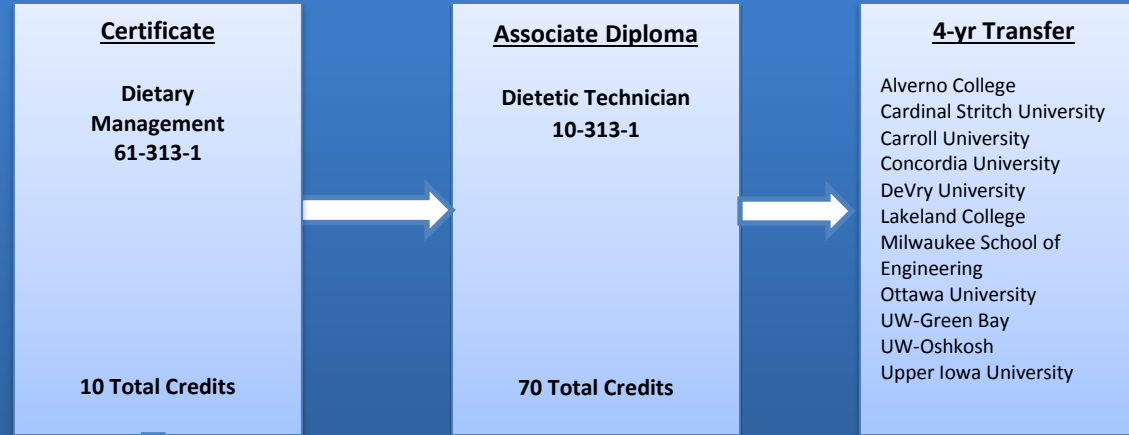 Certificate
Dietary
Management
61-313-1
10 Total Credits
Associate Diploma
Dietetic Technician
10-313-1
70 Total Credits
4-yr Transfer
Alverno College
Cardinal Stritch University
Carroll University
Concordia University
DeVry University
Lakeland College
Milwaukee School of
Engineering
Ottawa University
UW-Green Bay
UW-Oshkosh
Upper Iowa University